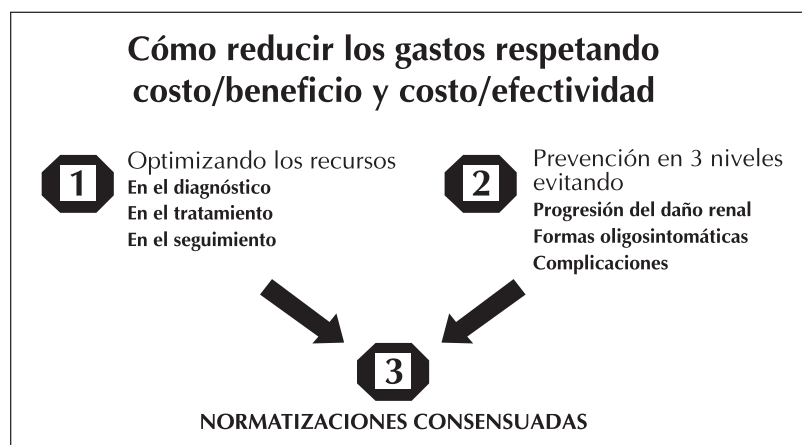 Cómo reducir los gastos respetando
costo/beneficio y costo/efectividad
1
Optimizando los recursos
En el diagnóstico
En el tratamiento
En el seguimiento
2
Prevención en 3 niveles
evitando
Progresión del daño renal
Formas oligosintomáticas
Complicaciones
3
NORMATIZACIONES CONSENSUADAS